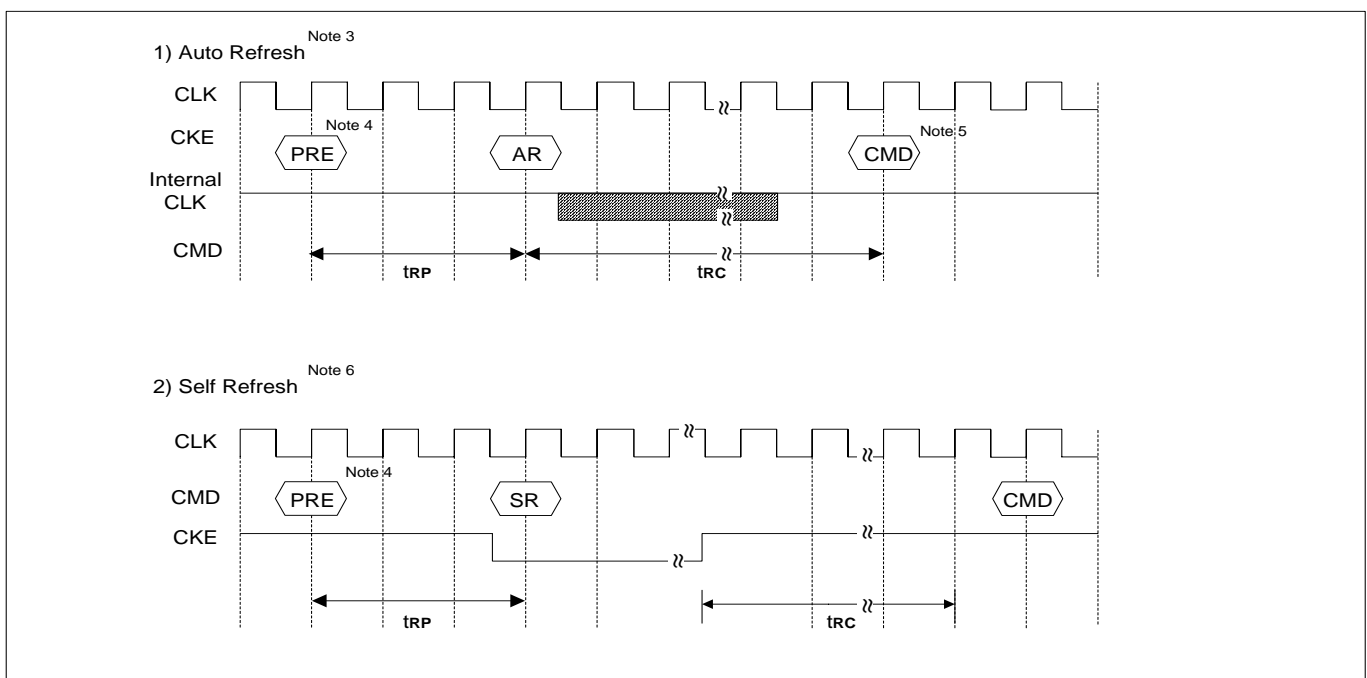 1) Auto Refresh Note 3
CLK
CKE
Note 4
Note 5
PRE
AR
CMD
Internal
CLK
CMD
tRP
tRC
2) Self Refresh Note 6
CLK
Note 4
CMD
PRE
SR
CMD
CKE
tRP
tRC